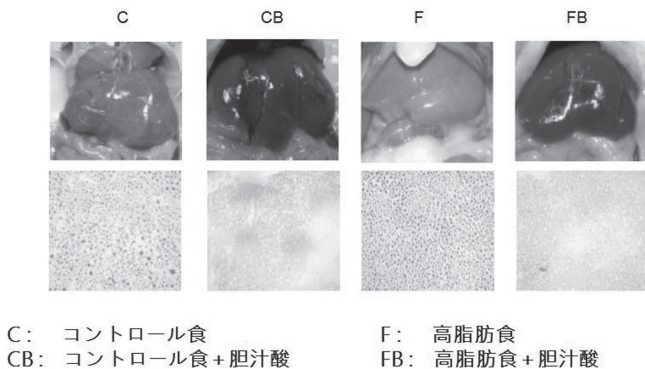 C CB F FB
C： コントロール食 F： 高脂肪食
CB： コントロール食＋胆汁酸 FB： 高脂肪食＋胆汁酸